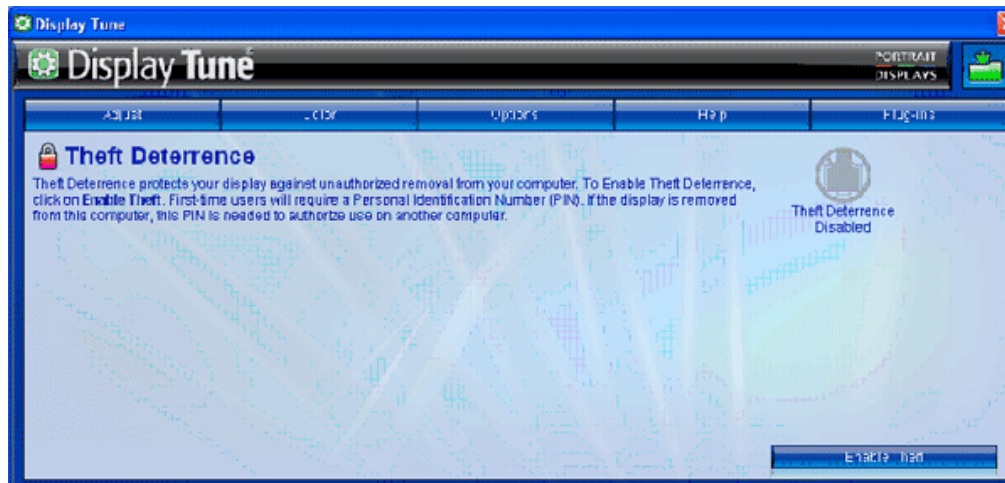 Display Tune
Display Tune
PORTRAIT
DISPLAYS
Adjust Color Options Help Plug-ins
Theft Deterrence
Theft Deterrence protects your display against unauthorized removal from your computer. To Enable Theft Deterrence,
click on Enable Theft. First-time users will require a Personal Identification Number (PIN). If the display is removed
from this computer, this PIN is needed to authorize use on another computer.
Theft Deterrence
Disabled
Enable Theft